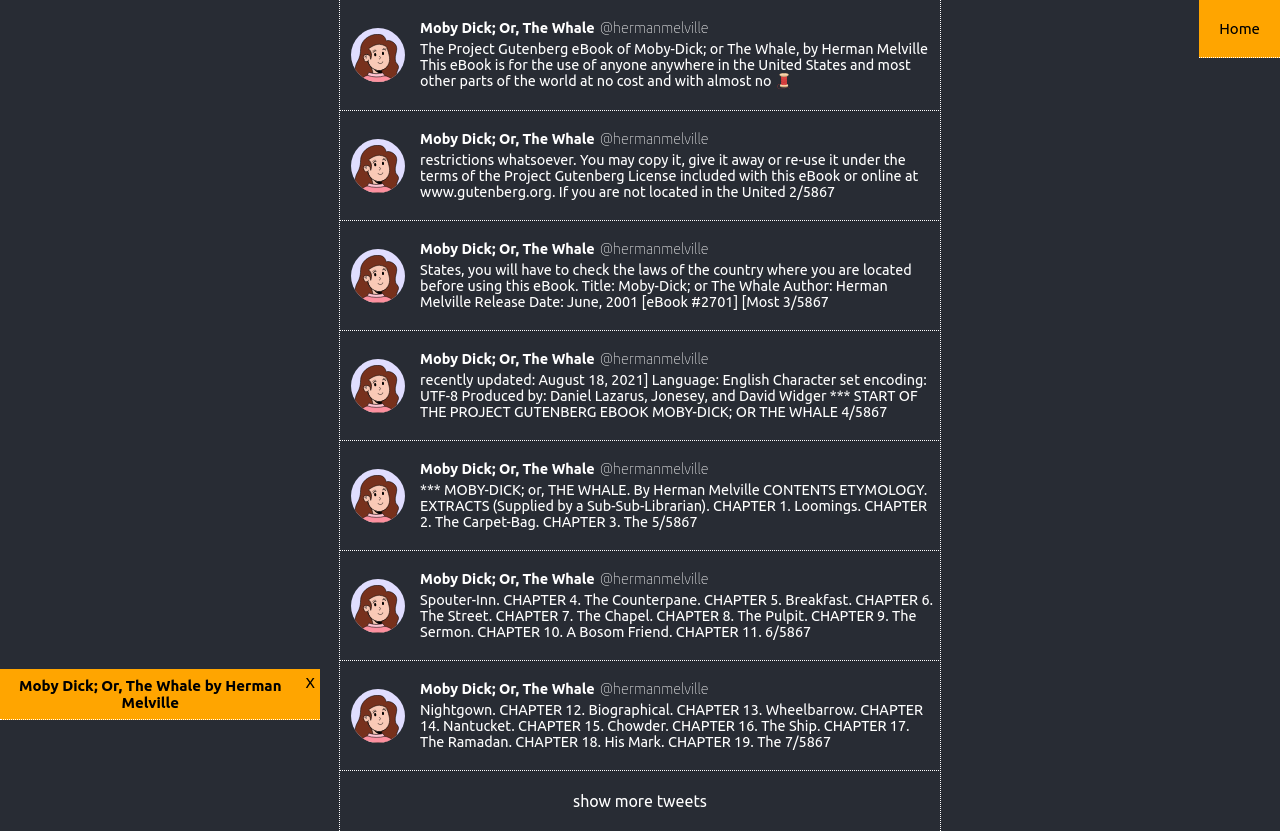 Home
Moby Dick; Or, The Whale @hermanmelville
The Project Gutenberg eBook of Moby-Dick; or The Whale, by Herman Melville
This eBook is for the use of anyone anywhere in the United States and most
other parts of the world at no cost and with almost no 🧵
Moby Dick; Or, The Whale @hermanmelville
restrictions whatsoever. You may copy it, give it away or re-use it under the
terms of the Project Gutenberg License included with this eBook or online at
www.gutenberg.org. If you are not located in the United 2/5867
Moby Dick; Or, The Whale @hermanmelville
States, you will have to check the laws of the country where you are located
before using this eBook. Title: Moby-Dick; or The Whale Author: Herman
Melville Release Date: June, 2001 [eBook #2701] [Most 3/5867
Moby Dick; Or, The Whale @hermanmelville
recently updated: August 18, 2021] Language: English Character set encoding:
UTF-8 Produced by: Daniel Lazarus, Jonesey, and David Widger *** START OF
THE PROJECT GUTENBERG EBOOK MOBY-DICK; OR THE WHALE 4/5867
Moby Dick; Or, The Whale @hermanmelville
*** MOBY-DICK; or, THE WHALE. By Herman Melville CONTENTS ETYMOLOGY.
EXTRACTS (Supplied by a Sub-Sub-Librarian). CHAPTER 1. Loomings. CHAPTER
2. The Carpet-Bag. CHAPTER 3. The 5/5867
Moby Dick; Or, The Whale @hermanmelville
Spouter-Inn. CHAPTER 4. The Counterpane. CHAPTER 5. Breakfast. CHAPTER 6.
The Street. CHAPTER 7. The Chapel. CHAPTER 8. The Pulpit. CHAPTER 9. The
Sermon. CHAPTER 10. A Bosom Friend. CHAPTER 11. 6/5867
Moby Dick; Or, The Whale @hermanmelville
Nightgown. CHAPTER 12. Biographical. CHAPTER 13. Wheelbarrow. CHAPTER
14. Nantucket. CHAPTER 15. Chowder. CHAPTER 16. The Ship. CHAPTER 17.
The Ramadan. CHAPTER 18. His Mark. CHAPTER 19. The 7/5867
show more tweets
Moby Dick; Or, The Whale by Herman
Melville
X